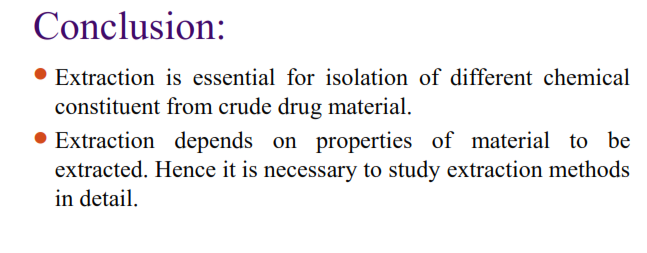 Conclusion:
• Extraction is essential for isolation of different chemical
constituent from crude drug material.
• Extraction depends on properties of material to be
extracted. Hence it is necessary to study extraction methods
in detail.